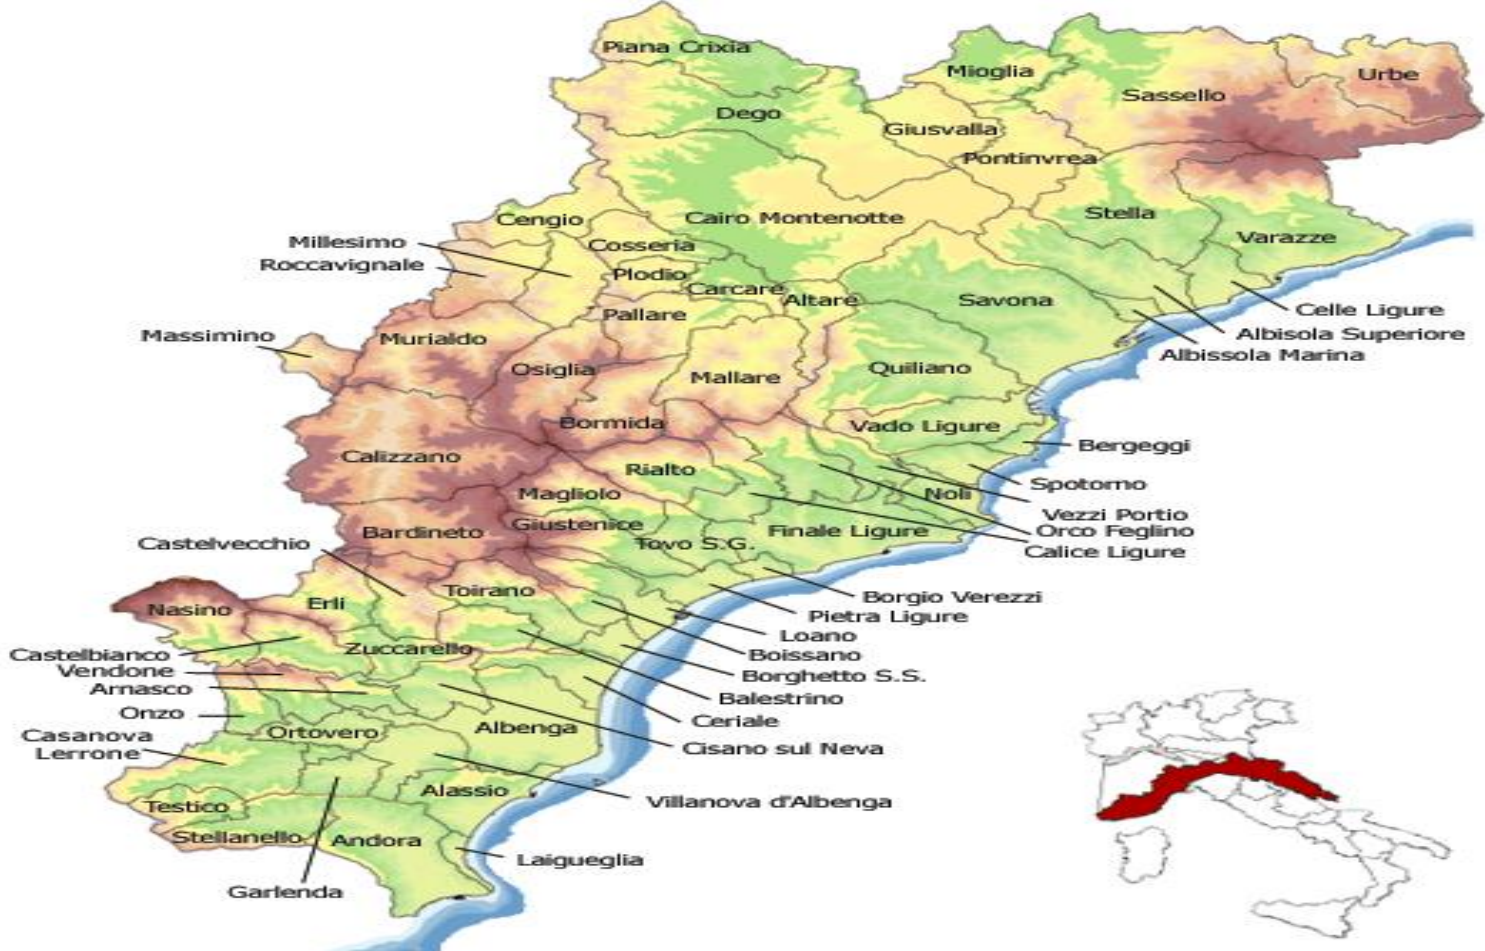 Piana Crixia
Mioglia
Urbe
Sassello
Dego
Giusvalla
Pontinvrea
Cengio
Cairo Montenotte
Stella
Varazze
Millesimo
Cosseria
Roccavignale
Plodio
Carcare
Altare
Savona
Celle Ligure
Pallare
Albisola Superiore
Massimino
Murialdo
Albissola Marina
Osiglia
Mallare
Quiliano
Bormida
Vado Ligure
Bergeggi
Calizzano
Rialto
Spotorno
Magliolo
Noli
Vezzi Portio
Giustenice
Bardineto
Finale Ligure
Orco Feglino
Castelvecchio
Tovo S.G.
Calice Ligure
Toirano
Borgio Verezzi
Nasino
Erli
Pietra Ligure
Loano
Castelbianco
Zuccarello
Boissano
Vendone
Borghetto S.S.
Arnasco
Balestrino
Onzo
Ceriale
Casanova
Lerrone
Ortovero
Albenga
Cisano sul Neva
Alassio
Testico
Villanova d'Albenga
Stellanello
Andora
Laigueglia
Garlenda